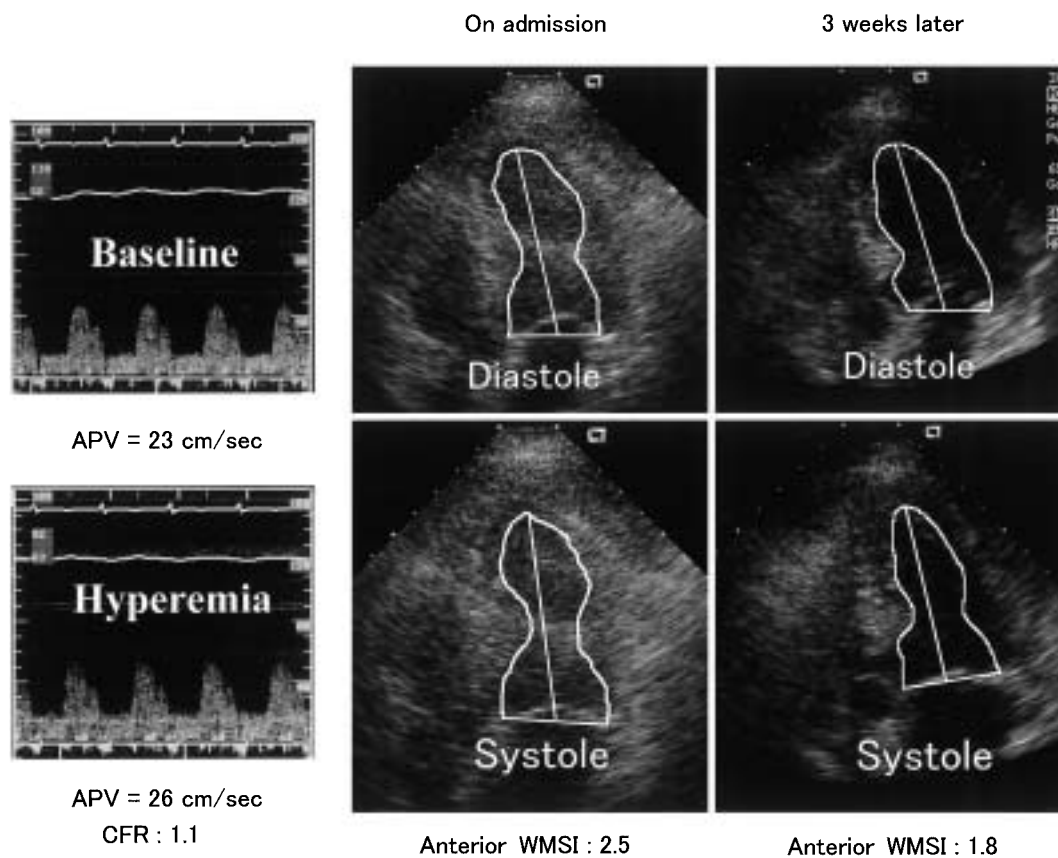 On admission
3 weeks later
Baseline
APV = 23 cm/sec
Hyperemia
APV = 26 cm/sec
CFR : 1.1
Diastole
Diastole
Systole
Systole
Anterior WMSI : 2.5
Anterior WMSI : 1.8